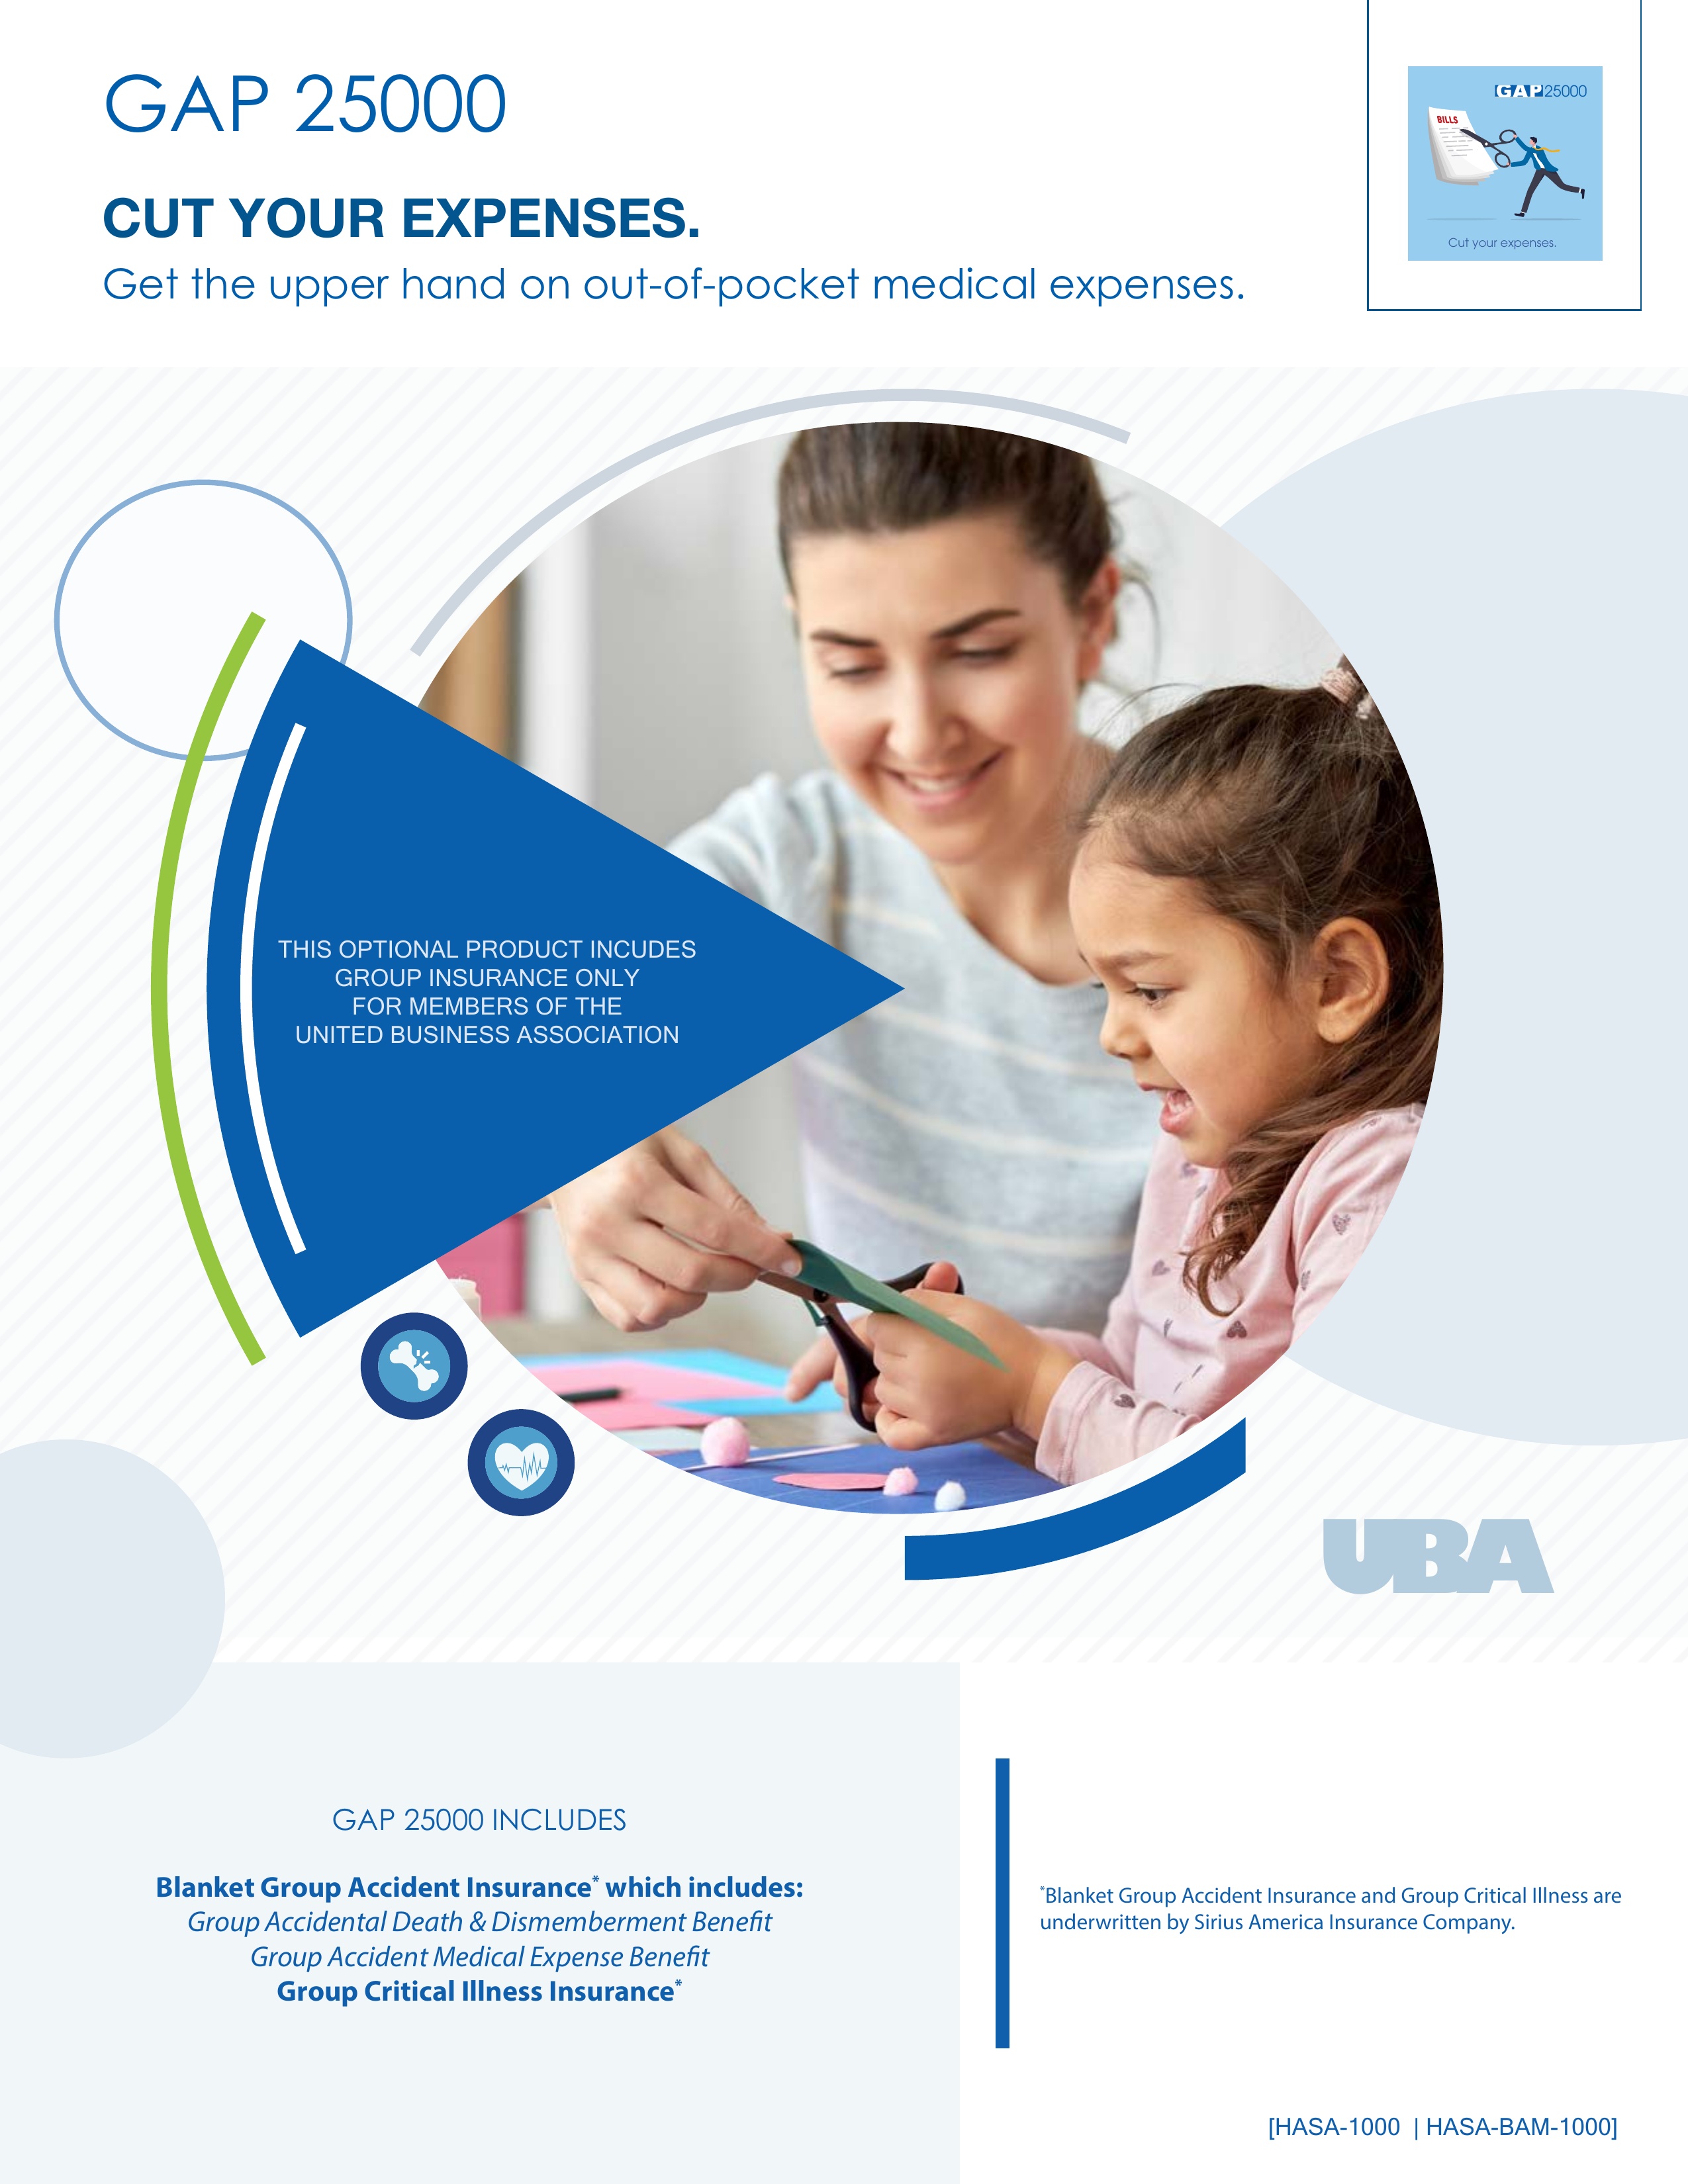 GAP 25000
CUT YOUR EXPENSES.
Get the upper hand on out-of-pocket medical expenses.
GAP25000
BILLS
Cut your expenses.
THIS OPTIONAL PRODUCT INCUDES
GROUP INSURANCE ONLY
FOR MEMBERS OF THE
UNITED BUSINESS ASSOCIATION
UBA
GAP 25000 INCLUDES
Blanket Group Accident Insurance* which includes:
Group Accidental Death & Dismemberment Benefit
Group Accident Medical Expense Benefit
Group Critical Illness Insurance*
*Blanket Group Accident Insurance and Group Critical Illness are
underwritten by Sirius America Insurance Company.
[HASA-1000 | HASA-BAM-1000]